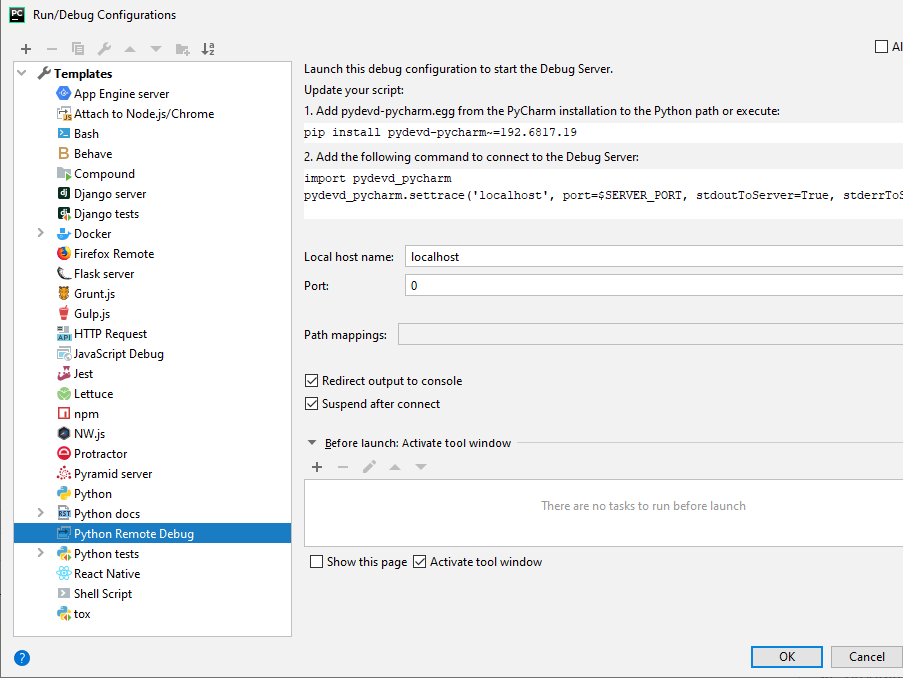 Run/Debug Configurations
Al
Templates
App Engine server
Attach to Node.js/Chrome
Bash
Behave
Compound
Django server
Django tests
Docker
Firefox Remote
Flask server
Grunt.js
Gulp.js
HTTP Request
JavaScript Debug
Jest
Lettuce
npm
NW.js
Protractor
Pyramid server
Python
Python docs
Python Remote Debug
Python tests
React Native
Shell Script
tox
Launch this debug configuration to start the Debug Server.
Update your script:
1. Add pydevd-pycharm.egg from the PyCharm installation to the Python path or execute:
pip install pydevd-pycharm~=192.6817.19
2. Add the following command to connect to the Debug Server:
import pydevd_pycharm
pydevd_pycharm.settrace('localhost', port=$SERVER_PORT, stdoutToServer=True, stderrToS
Local host name: localhost
Port: 0
Path mappings:
Redirect output to console
Suspend after connect
Before launch: Activate tool window
There are no tasks to run before launch
Show this page Activate tool window
OK Cancel